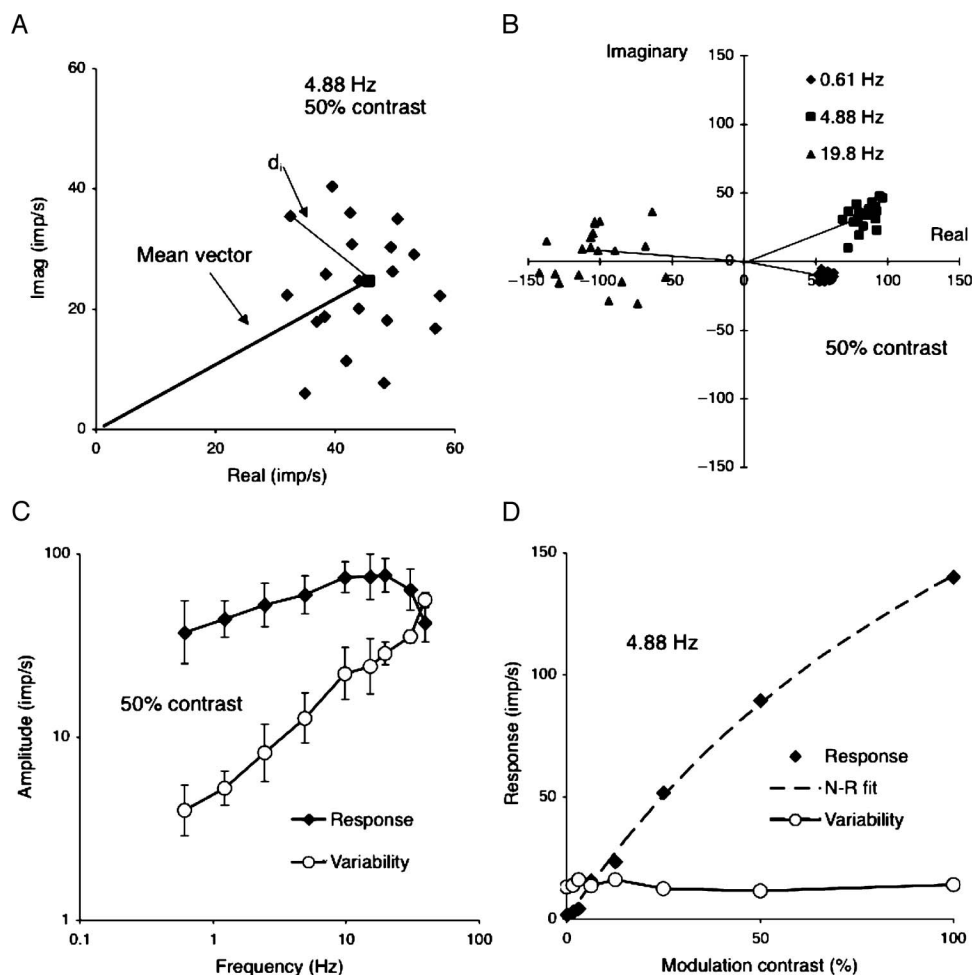 A
60
4.88 Hz
50% contrast
dᵢ
40
Mean vector
Imag (imp/s)
20
0
0 20 40 60
Real (imp/s)
B
Imaginary
150
0.61 Hz
100
4.88 Hz
19.8 Hz
50
Real
−150 −100 −50 0 50 100 150
−50
50% contrast
−100
−150
C
100
Amplitude (imp/s)
50% contrast
10
Response
Variability
1
0.1 1 10 100
Frequency (Hz)
D
150
4.88 Hz
100
Response (imp/s)
Response
50
N-R fit
Variability
0
0 50 100
Modulation contrast (%)